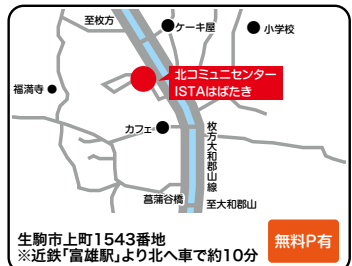 至枚方
ケーキ屋
小学校
北コミュニセンター
ISTAはばたき
福満寺
カフェ
枚方大和郡山線
菖蒲谷橋
至大和郡山
生駒市上町1543番地
※近鉄「富雄駅」より北へ車で約10分
無料P有